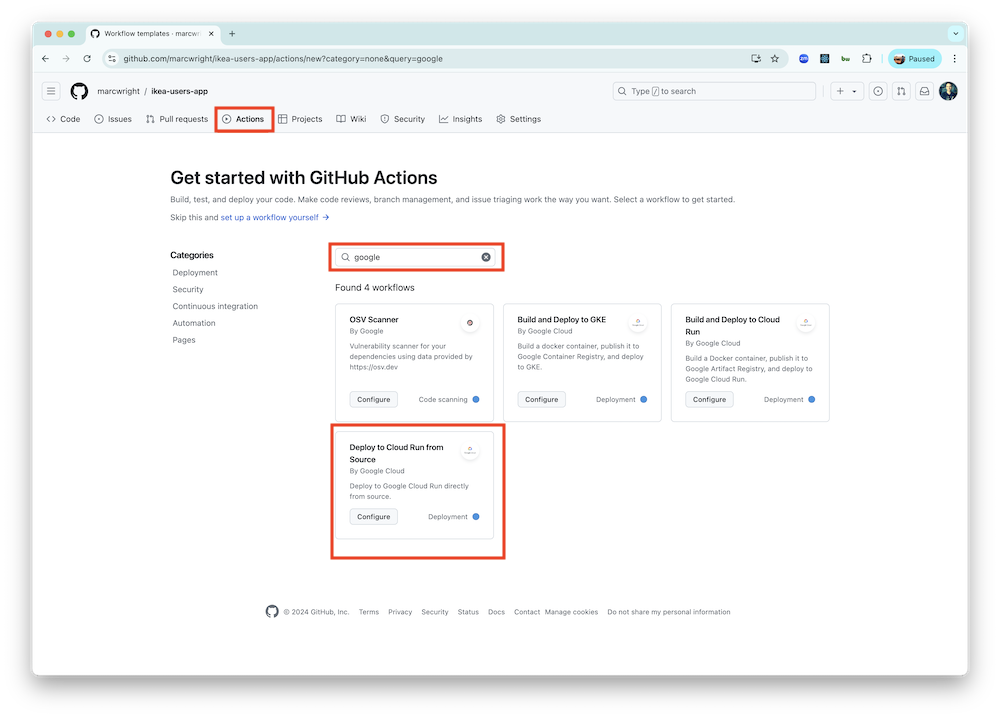 Workflow templates · marcwri
github.com/marcwright/ikea-users-app/actions/new?category=none&query=google
Paused
marcwright / ikea-users-app
Type / to search
Code Issues Pull requests Actions Projects Wiki Security Insights Settings
Get started with GitHub Actions
Build, test, and deploy your code. Make code reviews, branch management, and issue triaging work the way you want. Select a workflow to get started.
Skip this and set up a workflow yourself →
Categories
Deployment
Security
Continuous integration
Automation
Pages
google
Found 4 workflows
OSV Scanner
By Google
Vulnerability scanner for your
dependencies using data provided by
https://osv.dev
Configure Code scanning
Build and Deploy to GKE
By Google Cloud
Build a docker container, publish it to
Google Container Registry, and deploy
to GKE.
Configure Deployment
Build and Deploy to Cloud
Run
By Google Cloud
Build a Docker container, publish it to
Google Artifact Registry, and deploy to
Google Cloud Run.
Configure Deployment
Deploy to Cloud Run from
Source
By Google Cloud
Deploy to Google Cloud Run directly
from source.
Configure Deployment
© 2024 GitHub, Inc. Terms Privacy Security Status Docs Contact Manage cookies Do not share my personal information